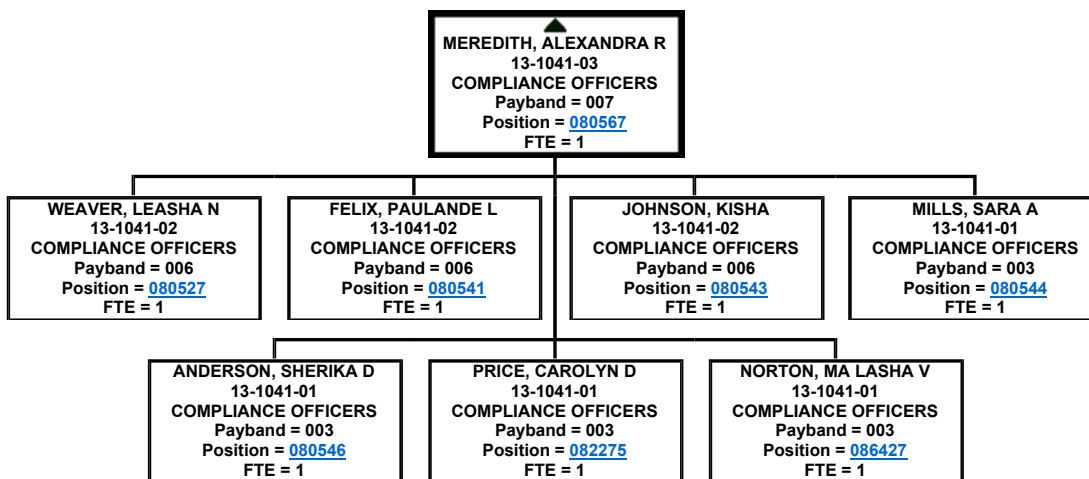 MEREDITH, ALEXANDRA R
13-1041-03
COMPLIANCE OFFICERS
Payband = 007
Position = 080567
FTE = 1
WEAVER, LEASHA N
13-1041-02
COMPLIANCE OFFICERS
Payband = 006
Position = 080527
FTE = 1
FELIX, PAULANDE L
13-1041-02
COMPLIANCE OFFICERS
Payband = 006
Position = 080541
FTE = 1
JOHNSON, KISHA
13-1041-02
COMPLIANCE OFFICERS
Payband = 006
Position = 080543
FTE = 1
MILLS, SARA A
13-1041-01
COMPLIANCE OFFICERS
Payband = 003
Position = 080544
FTE = 1
ANDERSON, SHERIKA D
13-1041-01
COMPLIANCE OFFICERS
Payband = 003
Position = 080546
FTE = 1
PRICE, CAROLYN D
13-1041-01
COMPLIANCE OFFICERS
Payband = 003
Position = 082275
FTE = 1
NORTON, MA LASHA V
13-1041-01
COMPLIANCE OFFICERS
Payband = 003
Position = 086427
FTE = 1